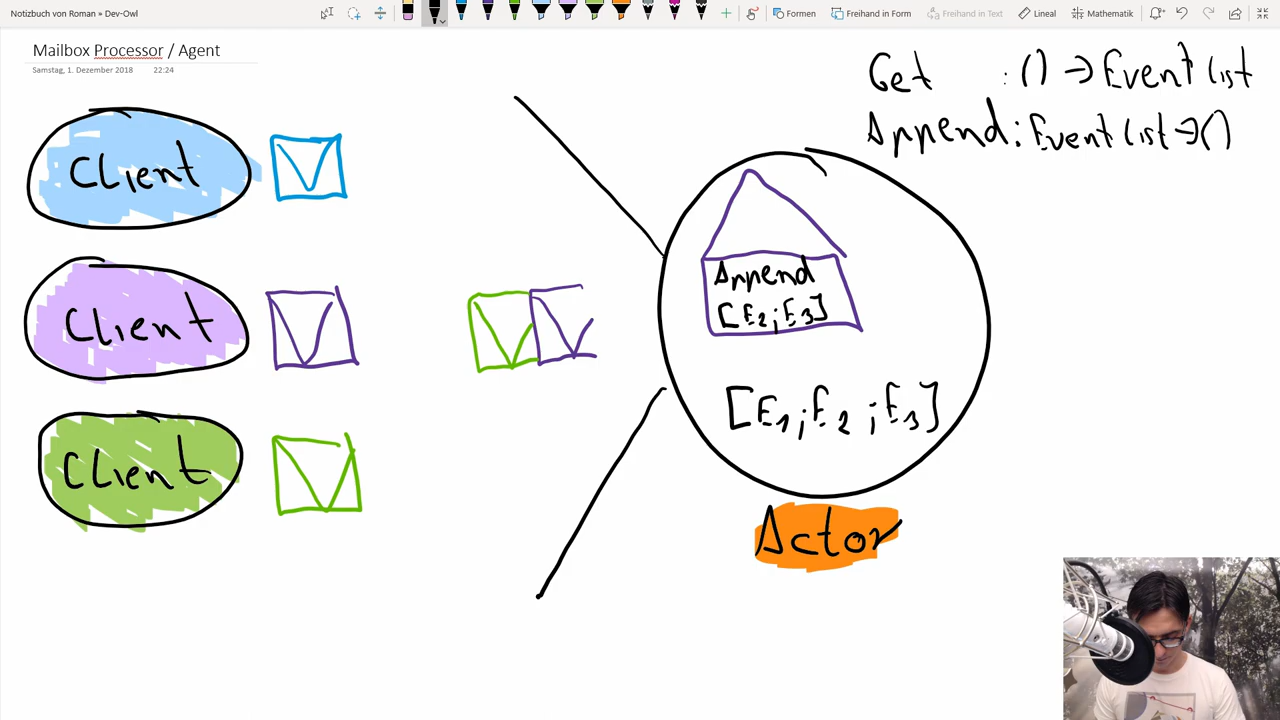 Notizbuch von Roman » Dev-Owl
Formen
Freihand in Form
Freihand in Text
Lineal
Mathematik
Mailbox Processor / Agent
Samstag, 1. Dezember 2018 22:24
Get : () → Event list
Append : Event list → ()
Client
Client
Client
Append
[E2; E3]
[E1; E2; E3]
Actor